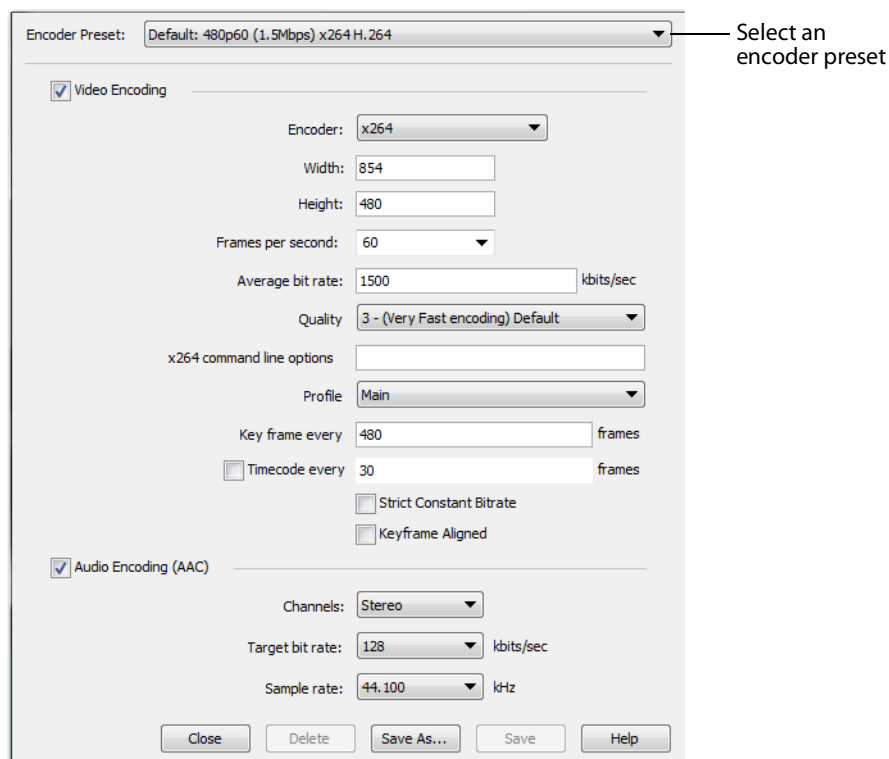 Encoder Preset: Default: 480p60 (1.5Mbps) x264 H.264
Select an
encoder preset
Video Encoding
Encoder: x264
Width: 854
Height: 480
Frames per second: 60
Average bit rate: 1500 kbits/sec
Quality 3 - (Very Fast encoding) Default
x264 command line options
Profile Main
Key frame every 480 frames
Timecode every 30 frames
Strict Constant Bitrate
Keyframe Aligned
Audio Encoding (AAC)
Channels: Stereo
Target bit rate: 128 kbits/sec
Sample rate: 44.100 kHz
Close Delete Save As... Save Help